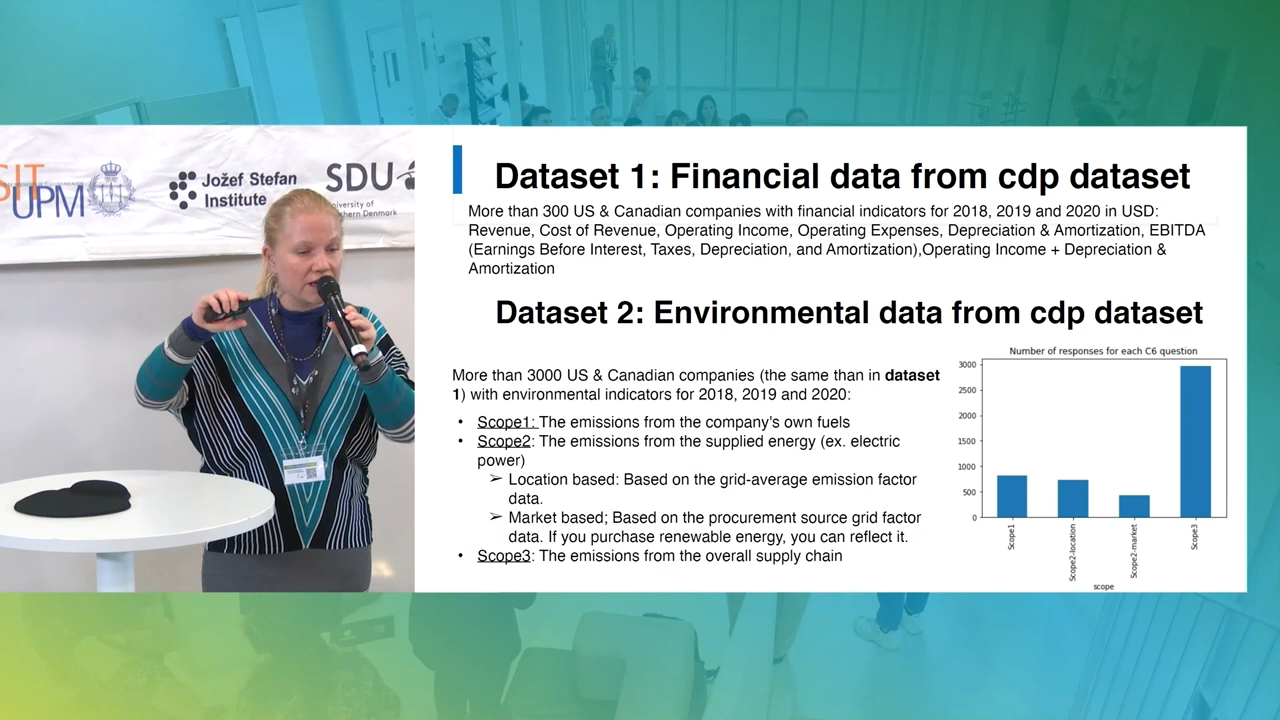 SIT
UPM
Jožef Stefan
Institute
SDU
Dataset 1: Financial data from cdp dataset
More than 300 US & Canadian companies with financial indicators for 2018, 2019 and 2020 in USD:
Revenue, Cost of Revenue, Operating Income, Operating Expenses, Depreciation & Amortization, EBITDA
(Earnings Before Interest, Taxes, Depreciation, and Amortization),Operating Income + Depreciation &
Amortization
Dataset 2: Environmental data from cdp dataset
More than 3000 US & Canadian companies (the same than in dataset
1) with environmental indicators for 2018, 2019 and 2020:
• Scope1: The emissions from the company's own fuels
• Scope2: The emissions from the supplied energy (ex. electric
power)
➢ Location based: Based on the grid-average emission factor
data.
➢ Market based; Based on the procurement source grid factor
data. If you purchase renewable energy, you can reflect it.
• Scope3: The emissions from the overall supply chain
Number of responses for each C6 question
3000
2500
2000
1500
1000
500
0
Scope1
Scope2-location
Scope2-market
Scope3
scope